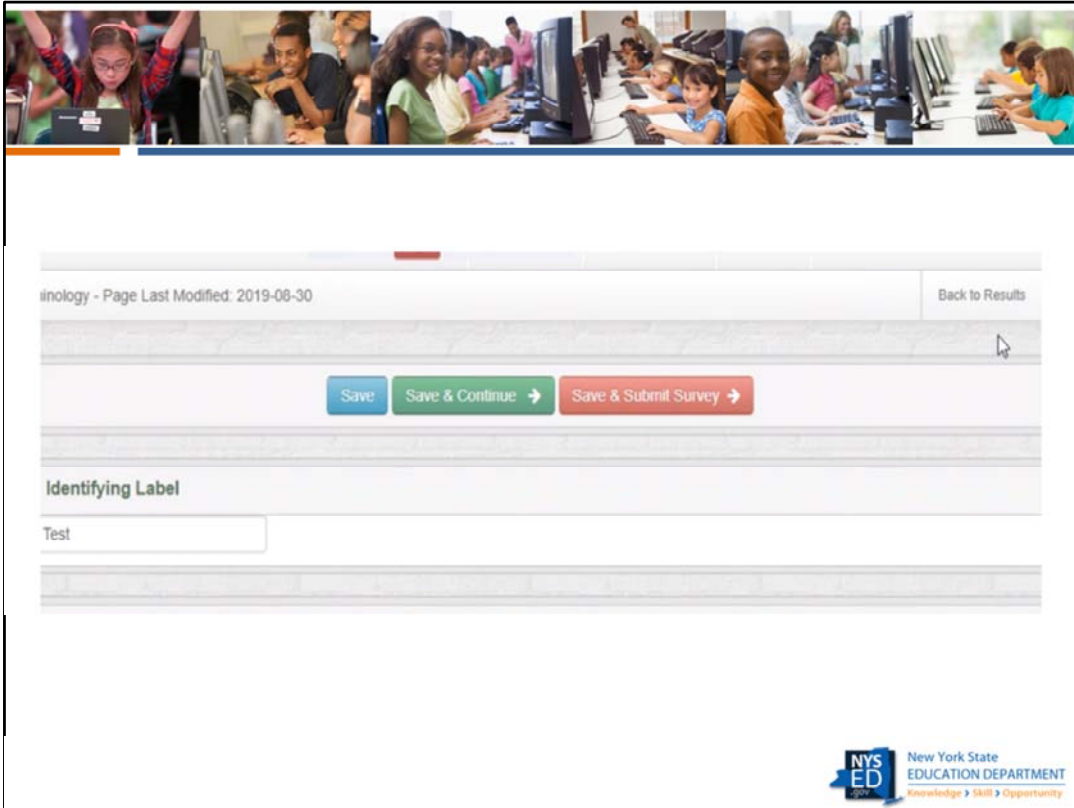 inology - Page Last Modified: 2019-08-30
Back to Results
Save
Save & Continue
Save & Submit Survey
Identifying Label
Test
NYS
ED
.gov
New York State
EDUCATION DEPARTMENT
Knowledge > Skill > Opportunity